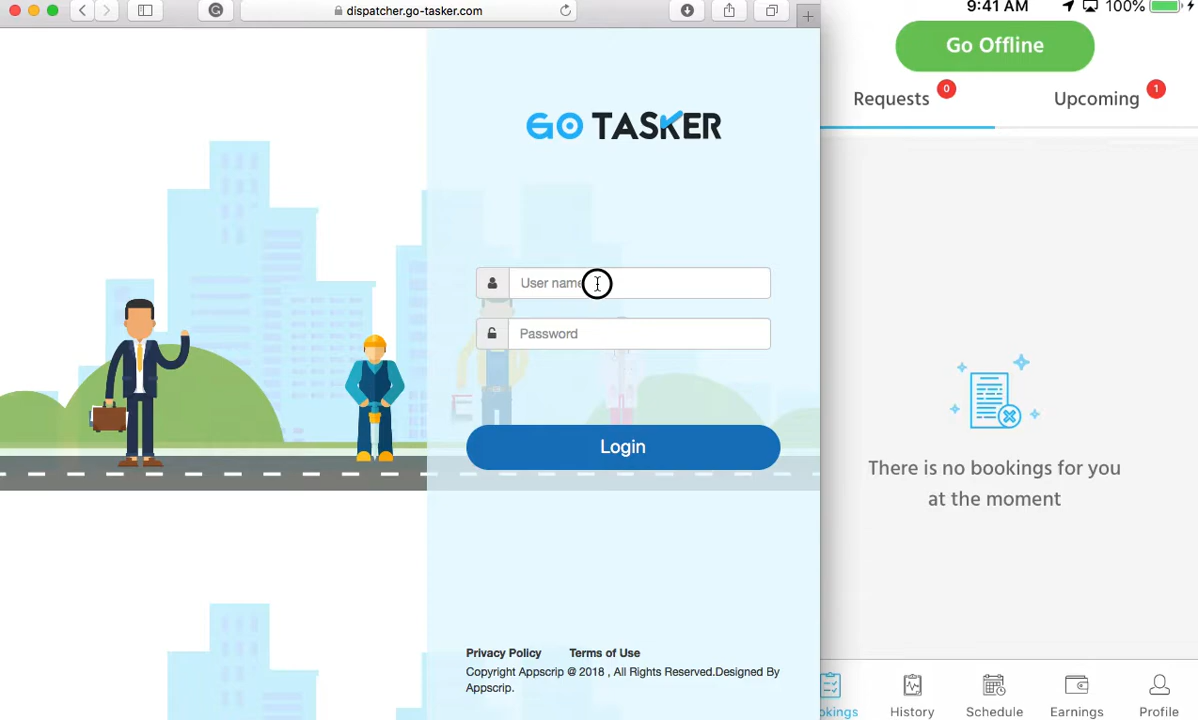 dispatcher.go-tasker.com
GO TASKER
User name
Password
Login
Privacy Policy Terms of Use
Copyright Appscrip @ 2018 , All Rights Reserved.Designed By
Appscrip.
9:41 AM 100%
Go Offline
Requests 0 Upcoming 1
There is no bookings for you
at the moment
okings History Schedule Earnings Profile